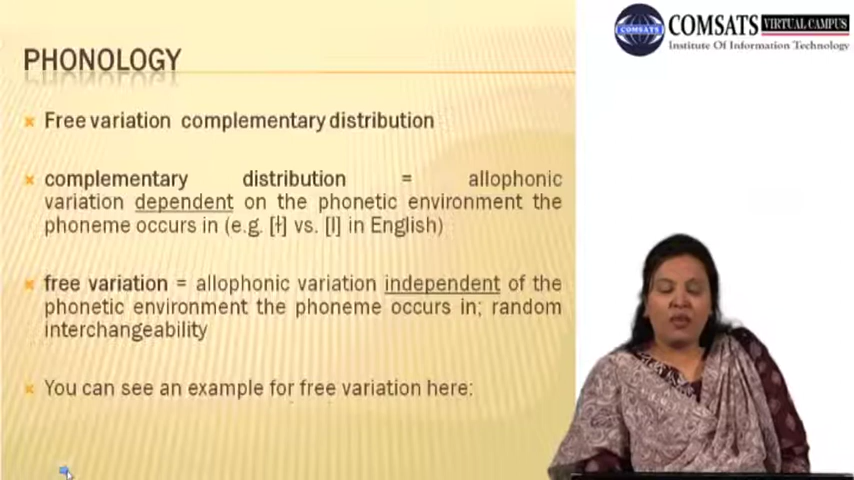 COMSATS VIRTUAL CAMPUS
COMSATS
Institute Of Information Technology
PHONOLOGY
Free variation complementary distribution
complementary distribution = allophonic
variation dependent on the phonetic environment the
phoneme occurs in (e.g. [ɫ] vs. [l] in English)
free variation = allophonic variation independent of the
phonetic environment the phoneme occurs in; random
interchangeability
You can see an example for free variation here: